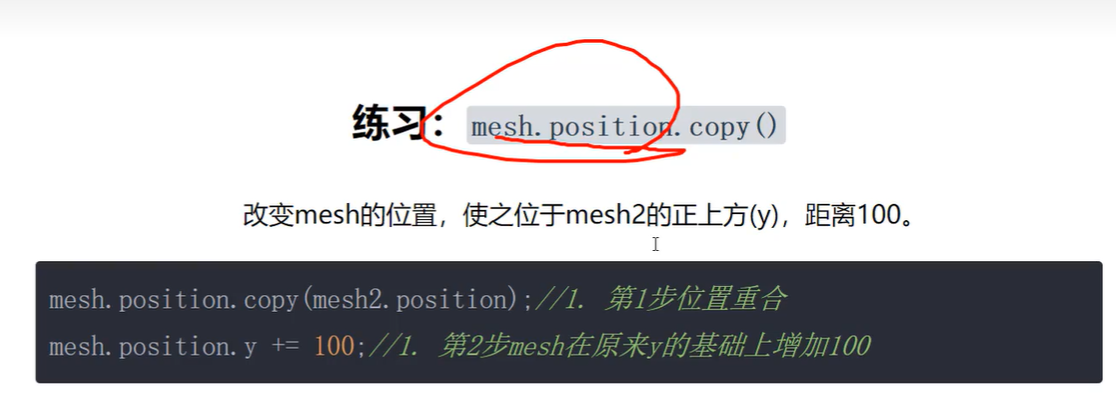 练习：mesh.position.copy()
改变mesh的位置，使之位于mesh2的正上方(y)，距离100。
mesh.position.copy(mesh2.position);//1. 第1步位置重合
mesh.position.y += 100;//1. 第2步mesh在原来y的基础上增加100